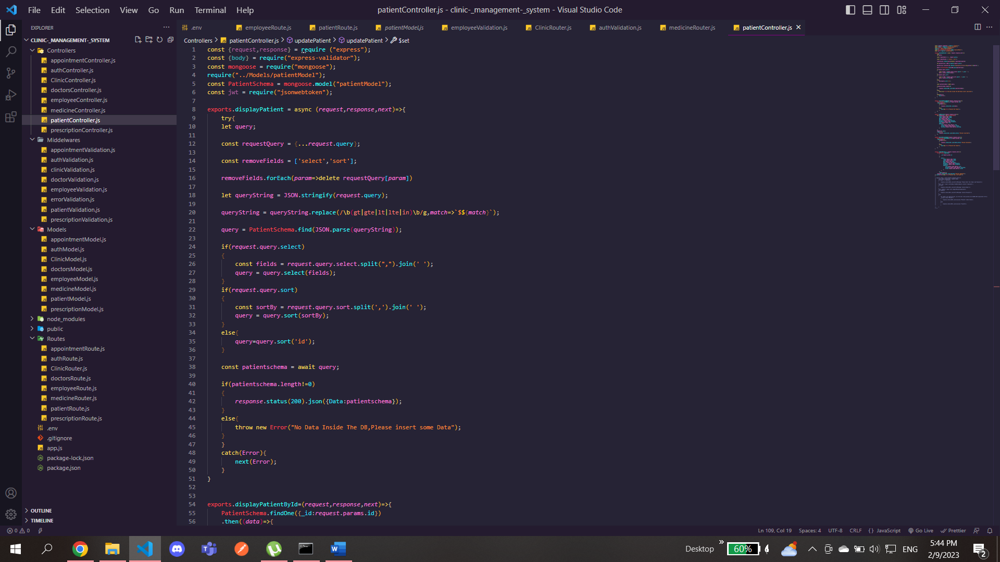 File Edit Selection View Go Run Terminal Help
patientController.js - clinic-_management-_system - Visual Studio Code
EXPLORER
CLINIC-_MANAGEMENT-_SYSTEM
Controllers
appointmentController.js
authController.js
ClinicController.js
doctorsController.js
employeeController.js
medicineController.js
patientController.js
prescriptionController.js
Middelwares
appointmentValidation.js
authValidation.js
clinicValidation.js
doctorValidation.js
employeeValidation.js
errorValidation.js
patientValidation.js
prescriptionValidation.js
Models
appointmentModel.js
authModel.js
ClinicModel.js
doctorsModel.js
employeeModel.js
medicineModel.js
patientModel.js
prescriptionModel.js
node_modules
public
Routes
appointmentRoute.js
authRoute.js
ClinicRouter.js
doctorsRoute.js
employeeRoute.js
medicineRouter.js
patientRoute.js
prescriptionRoute.js
.env
.gitignore
app.js
package-lock.json
package.json
OUTLINE
TIMELINE
.env employeeRoute.js patientRoute.js patientModel.js employeeValidation.js ClinicRouter.js authValidation.js medicineRouter.js patientController.js
Controllers > patientController.js > updatePatient > updatePatient > $set
1 const {request,response} = require ("express");
2 const {body} = require("express-validator");
3 const mongoose = require("mongoose");
4 require("../Models/patientModel");
5 const PatientSchema = mongoose.model("patientModel");
6 const jwt = require("jsonwebtoken");
7
8 exports.displayPatient = async (request,response,next)=>{
9 try{
10 let query;
11
12 const requestQuery = {...request.query};
13
14 const removeFields = ['select','sort'];
15
16 removeFields.forEach(param=>delete requestQuery[param])
17
18 let queryString = JSON.stringify(request.query);
19
20 queryString = queryString.replace(/\b(gt|gte|lt|lte|in)\b/g,match=>`$${match}`);
21
22 query = PatientSchema.find(JSON.parse(queryString));
23
24 if(request.query.select)
25 {
26 const fields = request.query.select.split(",").join(' ');
27 query = query.select(fields);
28 }
29 if(request.query.sort)
30 {
31 const sortBy = request.query.sort.split(',').join(' ');
32 query = query.sort(sortBy);
33 }
34 else{
35 query=query.sort('id');
36 }
37
38 const patientschema = await query;
39
40 if(patientschema.length!=0)
41 {
42 response.status(200).json({Data:patientschema});
43 }
44 else{
45 throw new Error("No Data Inside The DB,Please insert some Data");
46 }
47 }
48 catch(Error){
49 next(Error);
50 }
51 }
52
53
54 exports.displayPatientById=(request,response,next)=>{
55 PatientSchema.findOne({_id:request.params.id})
56 .then((data)=>{
0 0 Ln 109, Col 19 Spaces: 4 UTF-8 CRLF {} JavaScript Go Live Prettier
Desktop 60% ENG 5:44 PM
2/9/2023 2